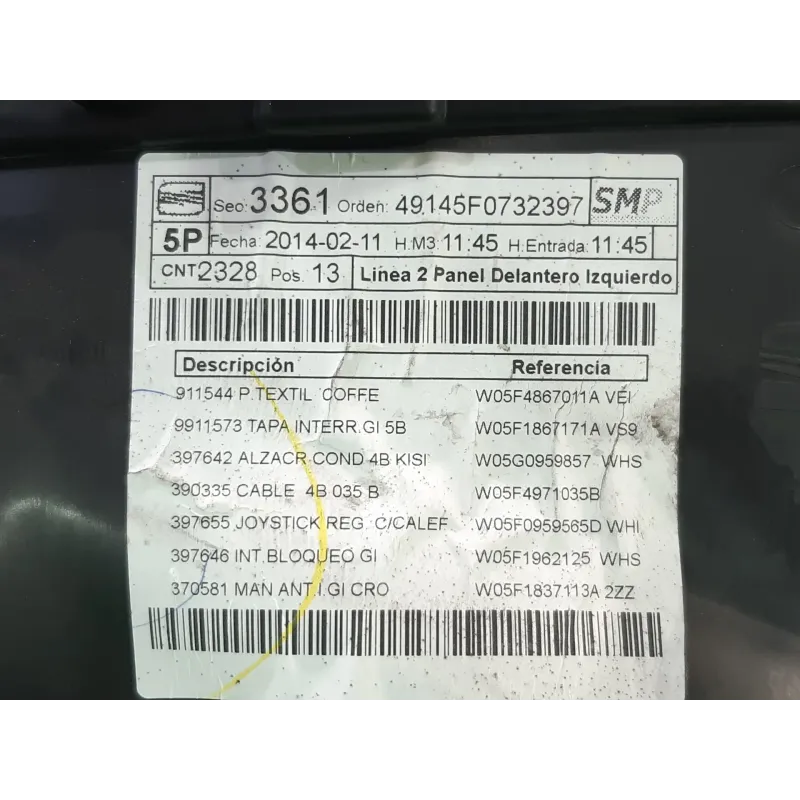 Sec: 3361 Orden: 49145F0732397 SMP
5P Fecha: 2014-02-11 H.M3: 11:45 H.Entrada: 11:45
CNT: 2328 Pos. 13 Línea 2 Panel Delantero Izquierdo
Descripción Referencia
911544 P.TEXTIL COFFE W05F4867011A VEI
9911573 TAPA INTERR.GI 5B W05F1867171A VS9
397642 ALZACR COND 4B KISI W05G0959857 WHS
390335 CABLE 4B 035 B W05F4971035B
397655 JOYSTICK REG. C/CALEF W05F0959565D WHI
397646 INT.BLOQUEO GI W05F1962125 WHS
370581 MAN ANT.I.GI CRO W05F1837113A 2ZZ